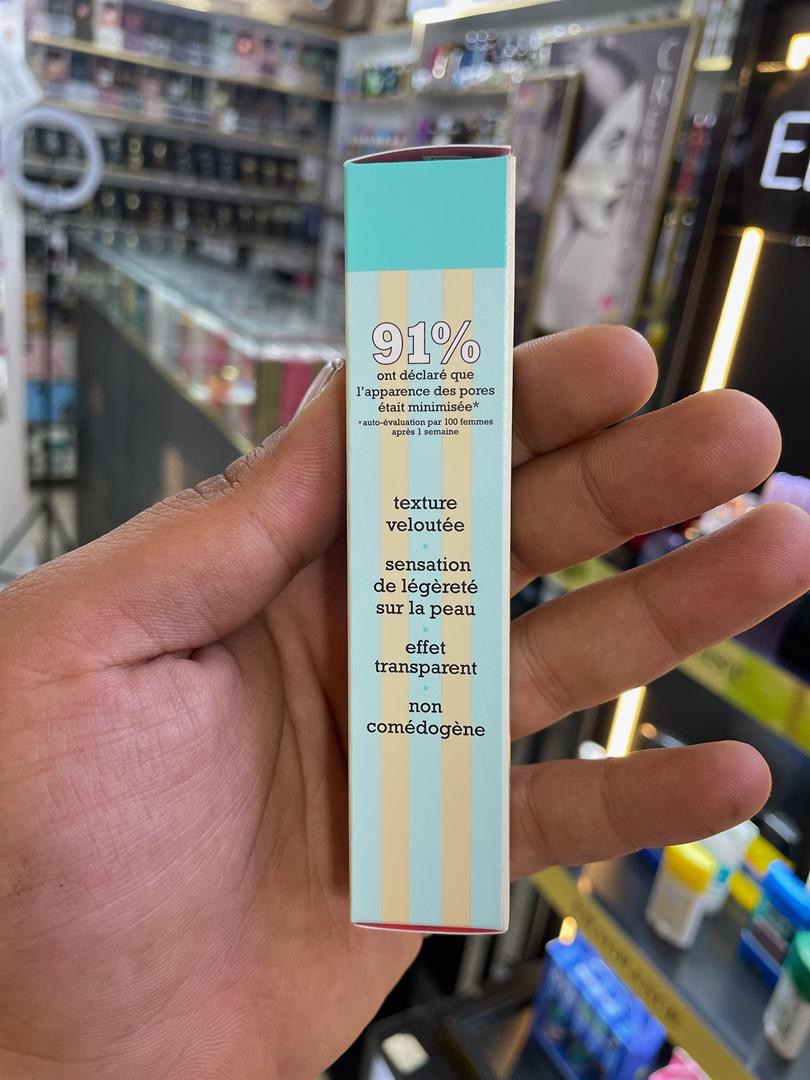 91%
ont déclaré que
l'apparence des pores
était minimisée*
*auto-évaluation par 100 femmes
après 1 semaine
texture
veloutée
sensation
de légèreté
sur la peau
effet
transparent
non
comédogène